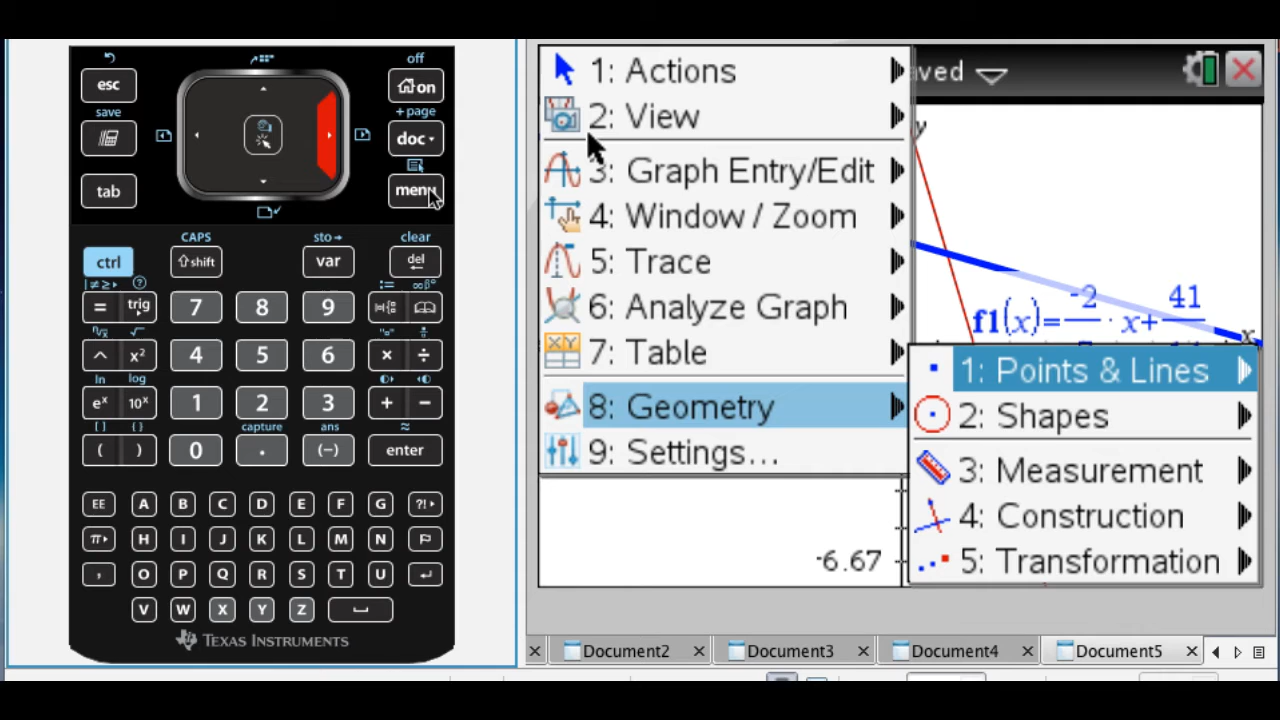 off
esc
on
save
+ page
doc
tab
menu
CAPS
sto→
clear
ctrl
shift
var
del
|≠≥▸
?
:=
∞β°
=
trig
7
8
9
|□|{
ⁿ√x
√
"∘"
^
x²
4
5
6
×
÷
ln
log
eˣ
10ˣ
1
2
3
+
−
[ ]
{ }
capture
ans
≈
(
)
0
.
(−)
enter
EE
A
B
C
D
E
F
G
?!▸
π▸
H
I
J
K
L
M
N
,
O
P
Q
R
S
T
U
V
W
X
Y
Z
TEXAS INSTRUMENTS
1: Actions
2: View
3: Graph Entry/Edit
4: Window / Zoom
5: Trace
6: Analyze Graph
7: Table
8: Geometry
9: Settings...
aved
y
x
f1(x)=-2 · x+ 41
1: Points & Lines
2: Shapes
3: Measurement
4: Construction
5: Transformation
-6.67
Document2
Document3
Document4
Document5